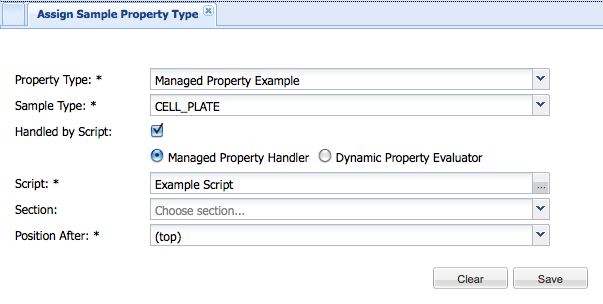 Assign Sample Property Type
Property Type: * Managed Property Example
Sample Type: * CELL_PLATE
Handled by Script:
Managed Property Handler Dynamic Property Evaluator
Script: * Example Script ...
Section: Choose section...
Position After: * (top)
Clear Save